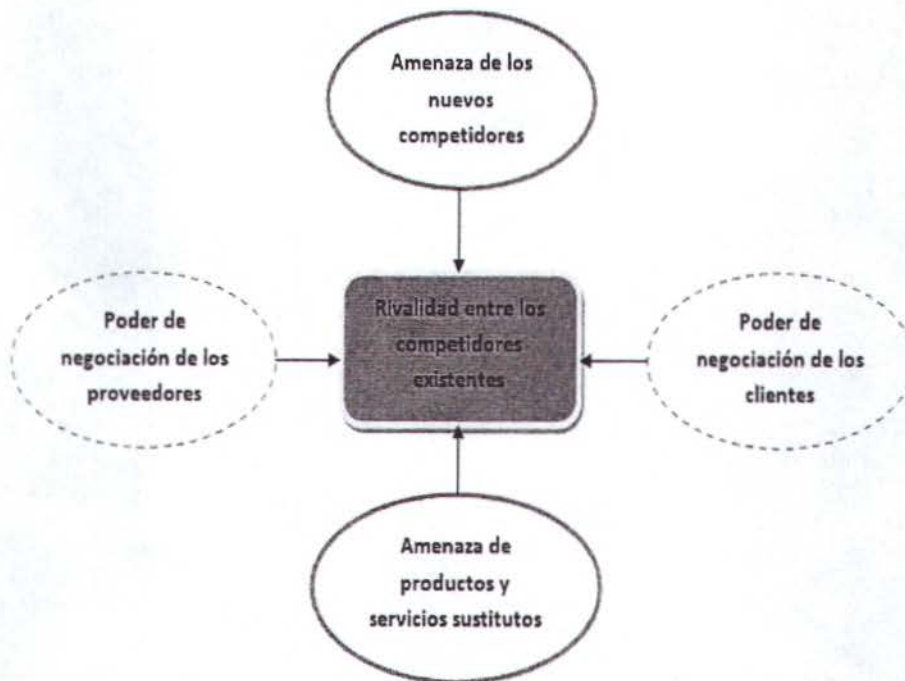 Amenaza de los
nuevos
competidores
Poder de
negociación de los
proveedores
Rivalidad entre los
competidores
existentes
Poder de
negociación de los
clientes
Amenaza de
productos y
servicios sustitutos